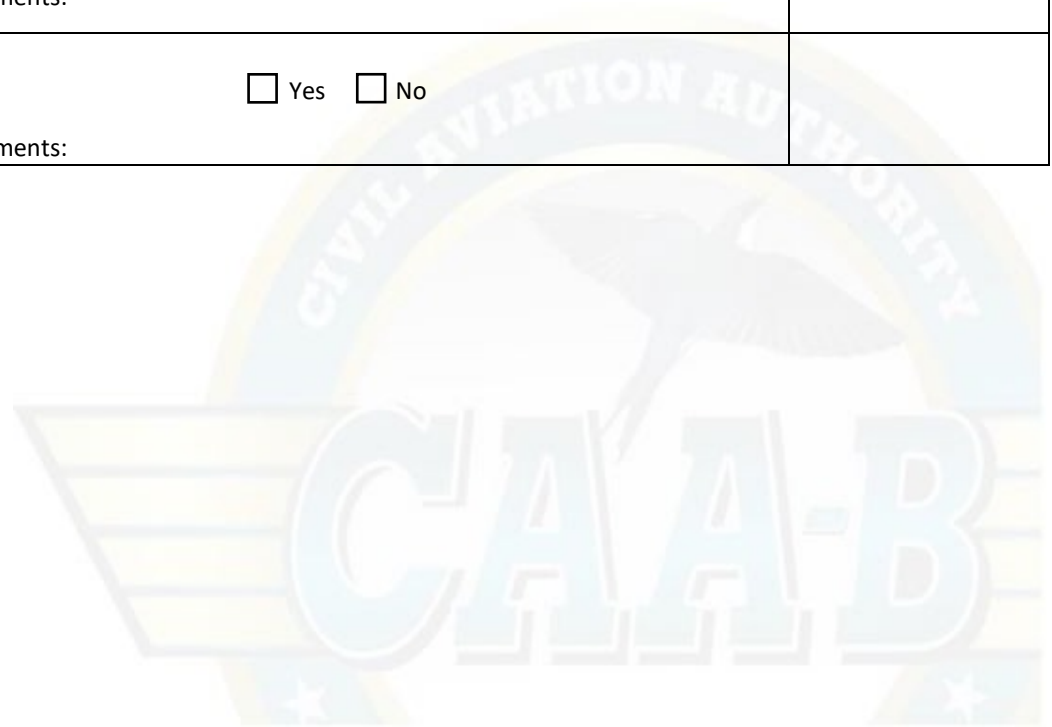 ments:
☐ Yes ☐ No
ments:
CIVIL AVIATION AUTHORITY
CAA-B